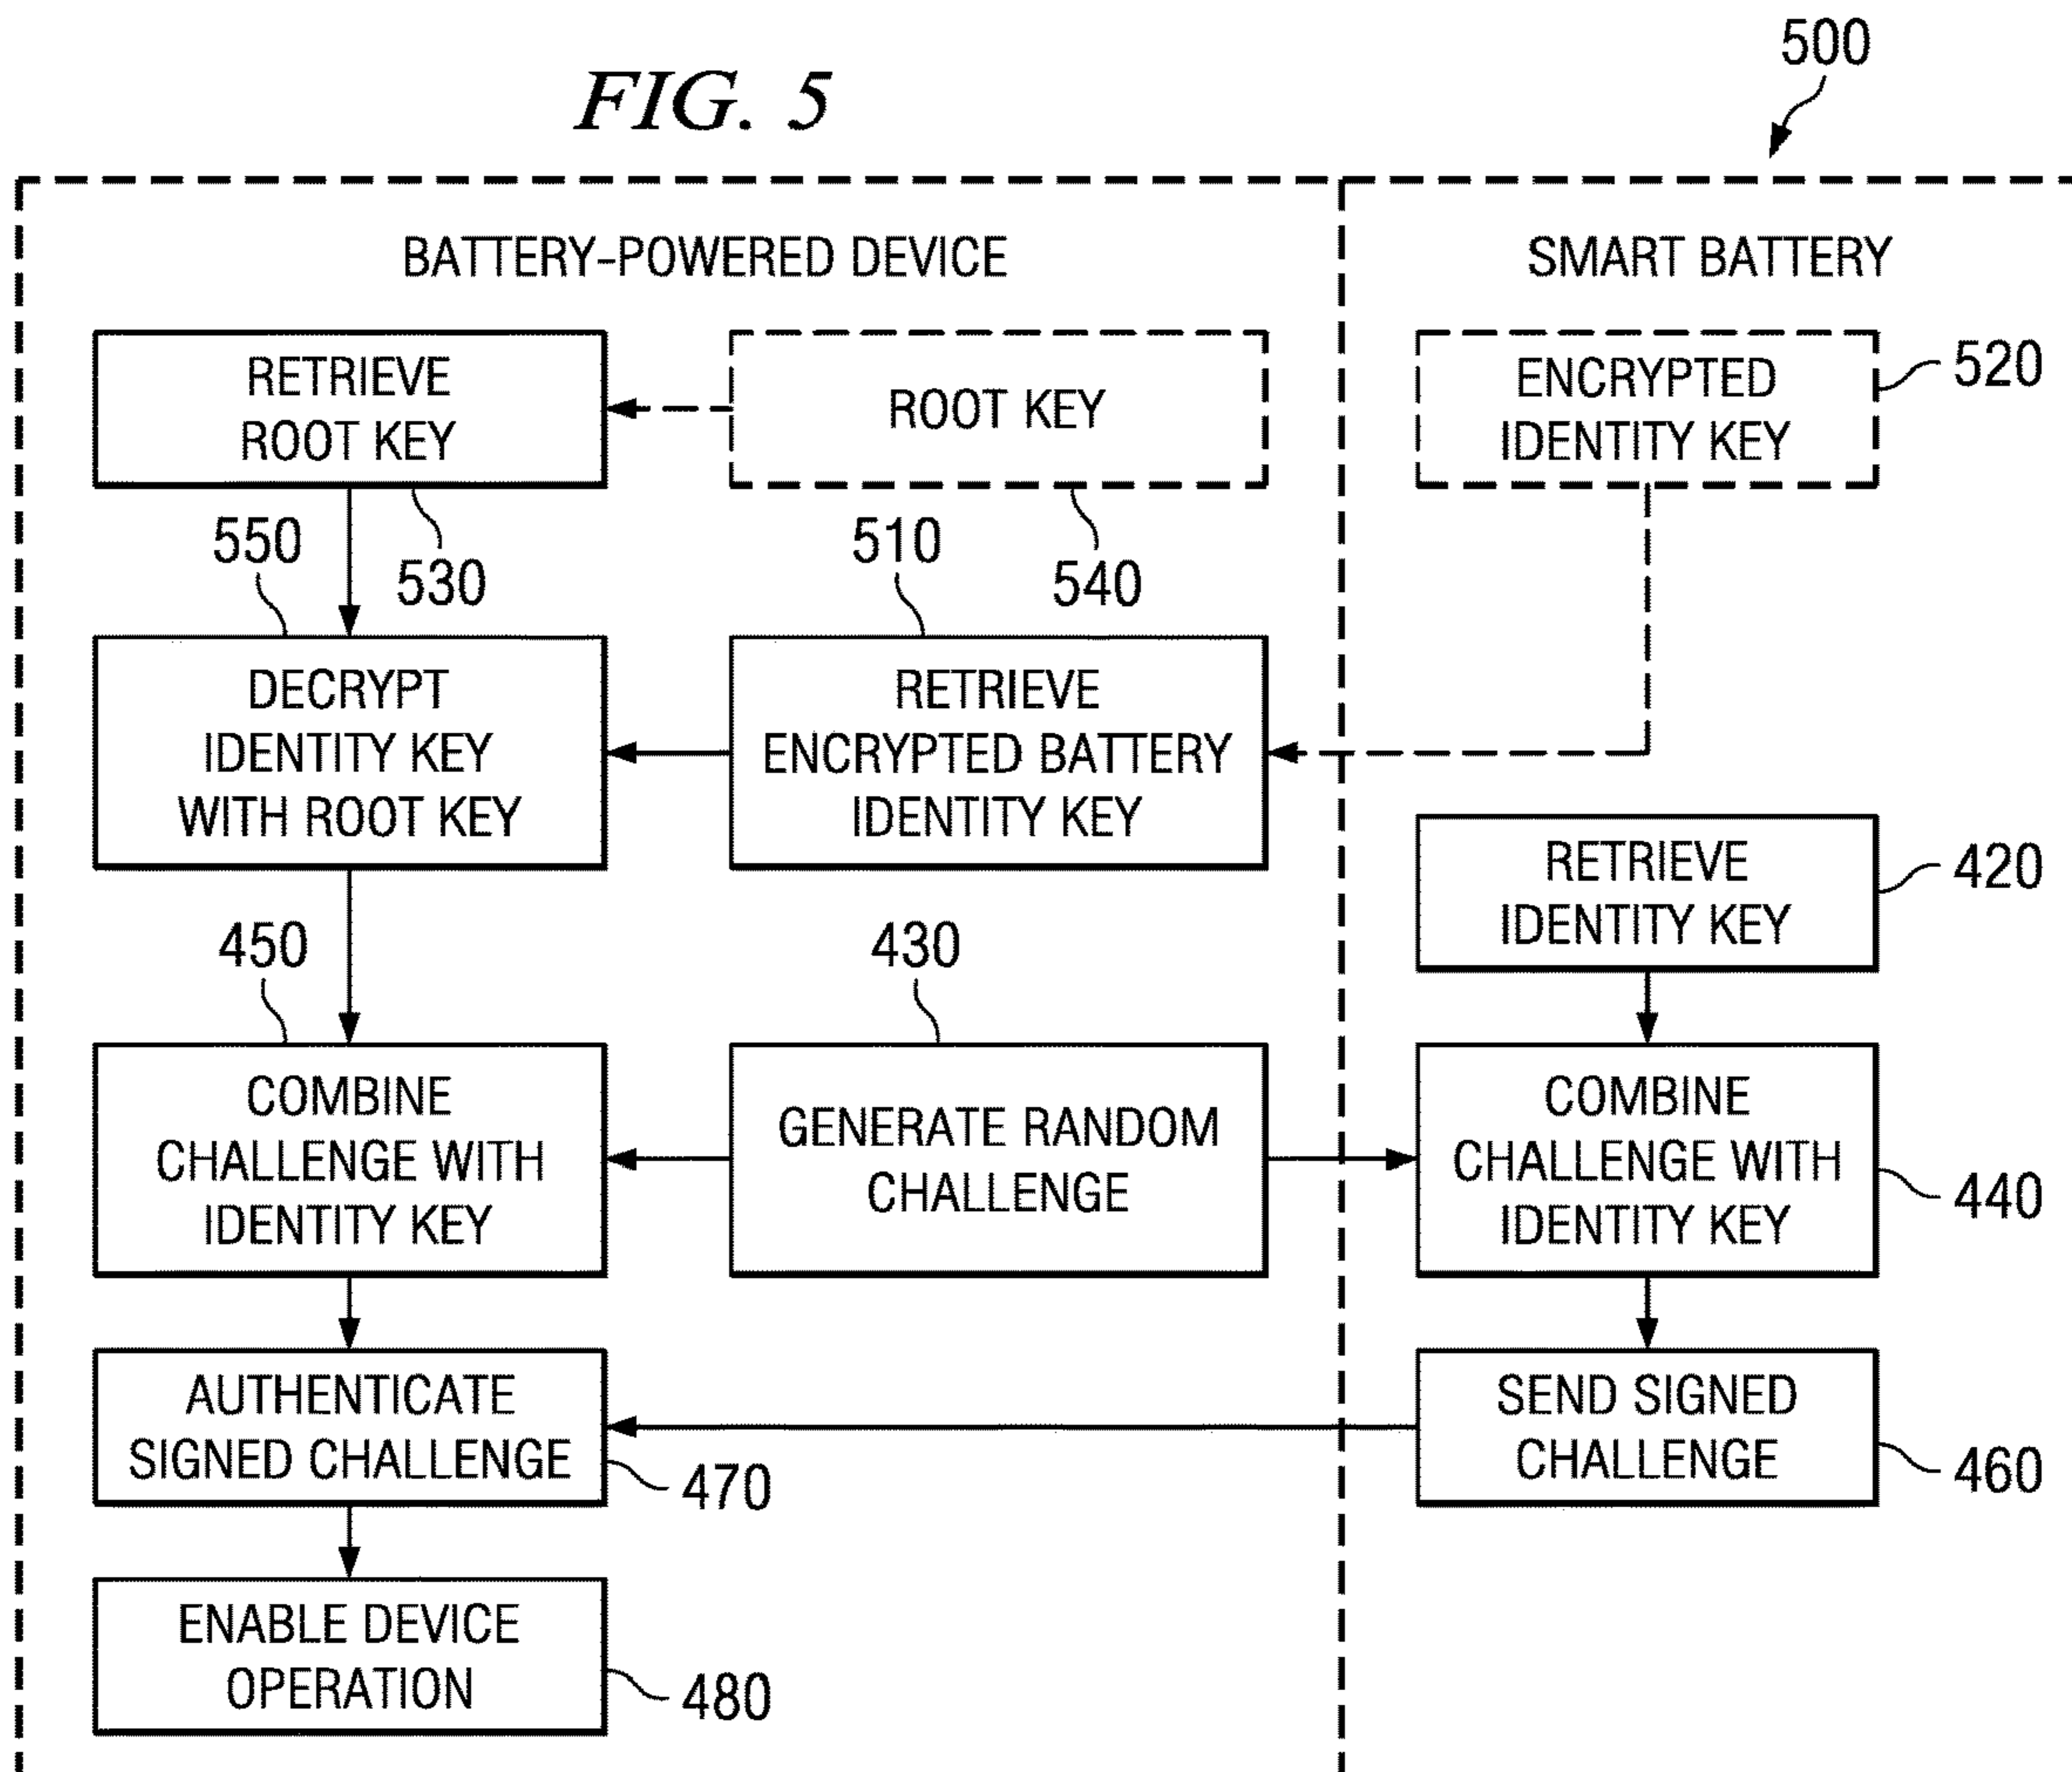 500
FIG. 5
BATTERY-POWERED DEVICE
SMART BATTERY
RETRIEVE
ROOT KEY
ROOT KEY
ENCRYPTED
IDENTITY KEY
520
550
530
510
540
DECRYPT
IDENTITY KEY
WITH ROOT KEY
RETRIEVE
ENCRYPTED BATTERY
IDENTITY KEY
RETRIEVE
IDENTITY KEY
420
450
430
COMBINE
CHALLENGE WITH
IDENTITY KEY
GENERATE RANDOM
CHALLENGE
COMBINE
CHALLENGE WITH
IDENTITY KEY
440
AUTHENTICATE
SIGNED CHALLENGE
470
SEND SIGNED
CHALLENGE
460
ENABLE DEVICE
OPERATION
480